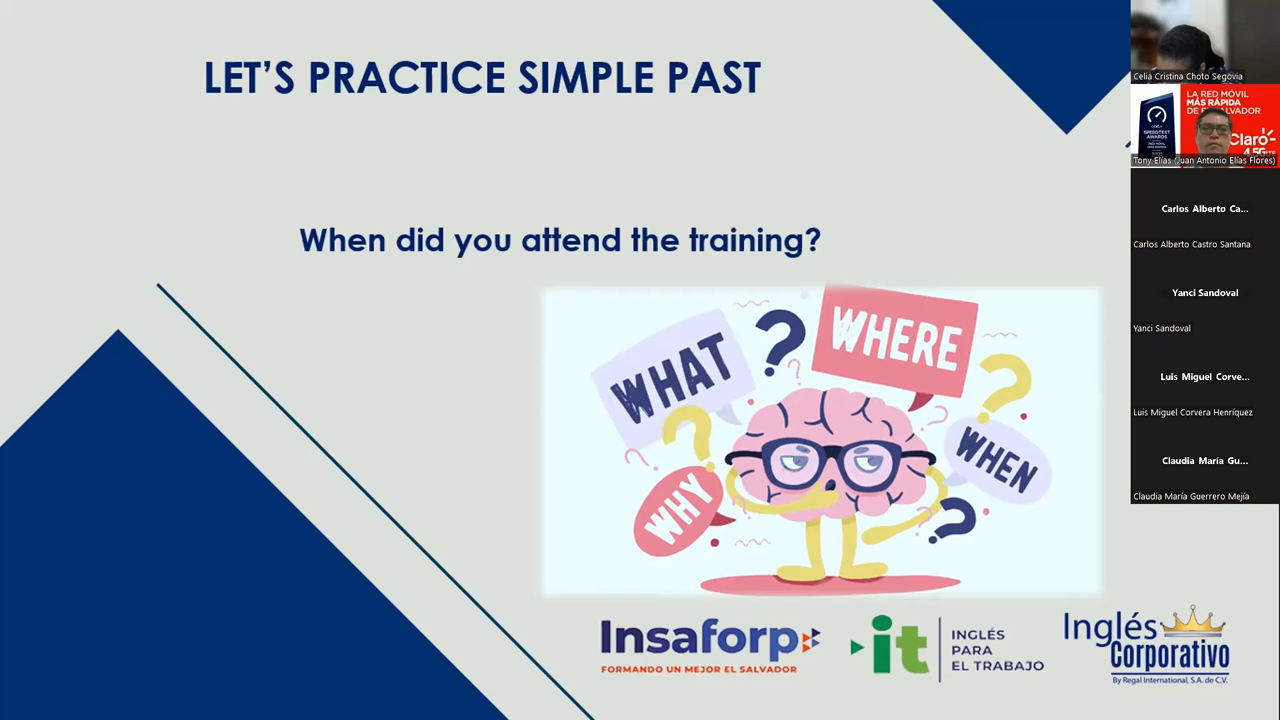 LET'S PRACTICE SIMPLE PAST
When did you attend the training?
WHAT
WHERE
WHEN
WHY
Insaforp
FORMANDO UN MEJOR EL SALVADOR
it
INGLÉS
PARA
EL TRABAJO
Inglés
Corporativo
By Regal International, S.A. de C.V.
Celia Cristina Choto Segovia
LA RED MÓVIL
MÁS RÁPIDA
SPEEDTEST
AWARDS
Claro
Tony Elías (Juan Antonio Elías Flores)
Carlos Alberto Ca...
Carlos Alberto Castro Santana
Yanci Sandoval
Yanci Sandoval
Luis Miguel Corve...
Luis Miguel Corvera Henríquez
Claudia María Gu...
Claudia María Guerrero Mejía